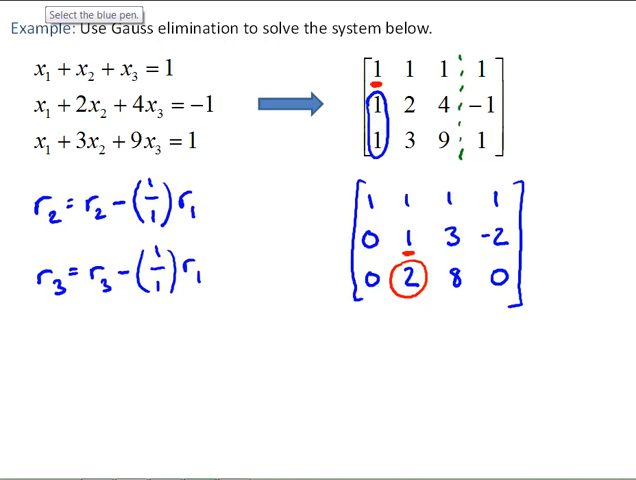 Select the blue pen.
Example: Use Gauss elimination to solve the system below.
x₁ + x₂ + x₃ = 1
x₁ + 2x₂ + 4x₃ = −1
x₁ + 3x₂ + 9x₃ = 1
1 1 1 1
1 2 4 −1
1 3 9 1
r₂ = r₂ − (1/1) r₁
r₃ = r₃ − (1/1) r₁
1 1 1 1
0 1 3 -2
0 2 8 0